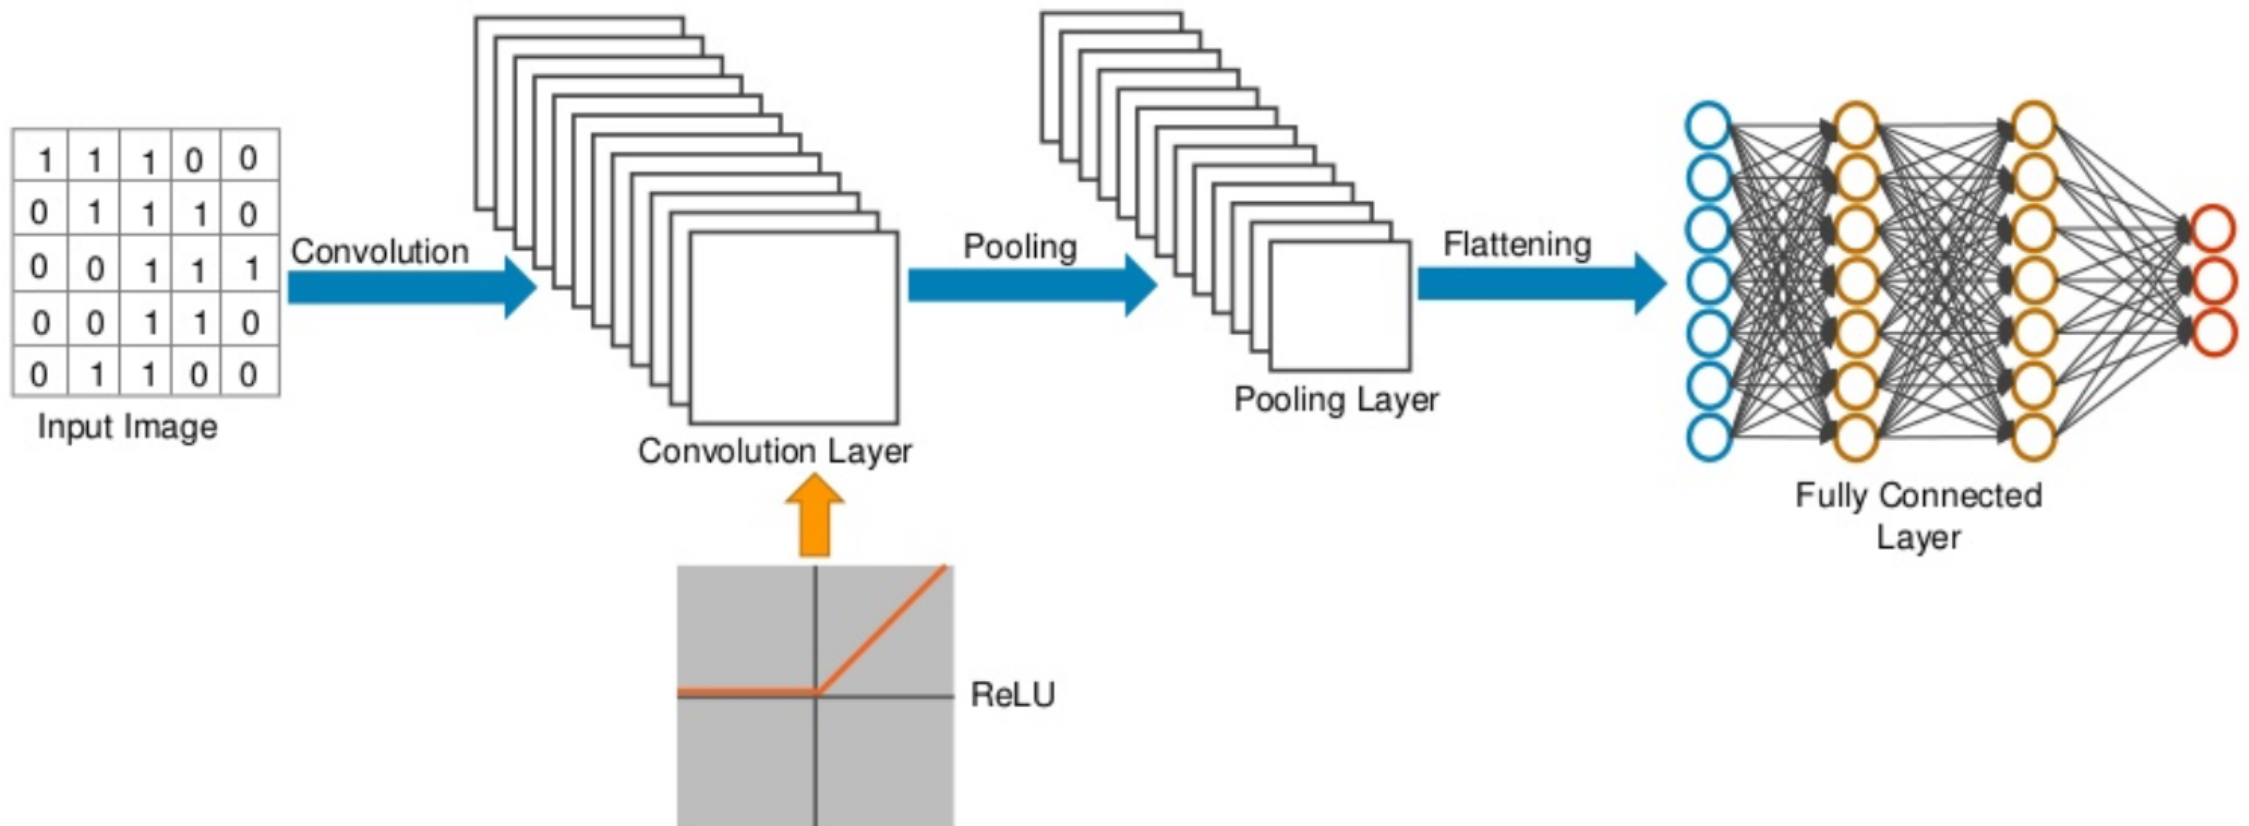 1 1 1 0 0
0 1 1 1 0
0 0 1 1 1
0 0 1 1 0
0 1 1 0 0
Input Image
Convolution
Convolution Layer
Pooling
Pooling Layer
Flattening
Fully Connected
Layer
ReLU